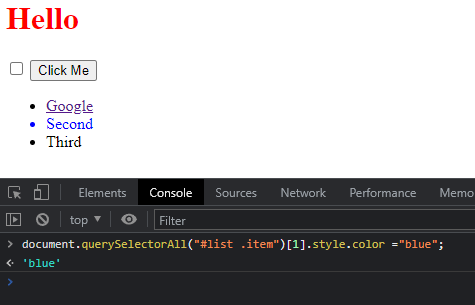 Hello
Click Me
Google
Second
Third
Elements Console Sources Network Performance Memo
top Filter
document.querySelectorAll("#list .item")[1].style.color ="blue";
'blue'